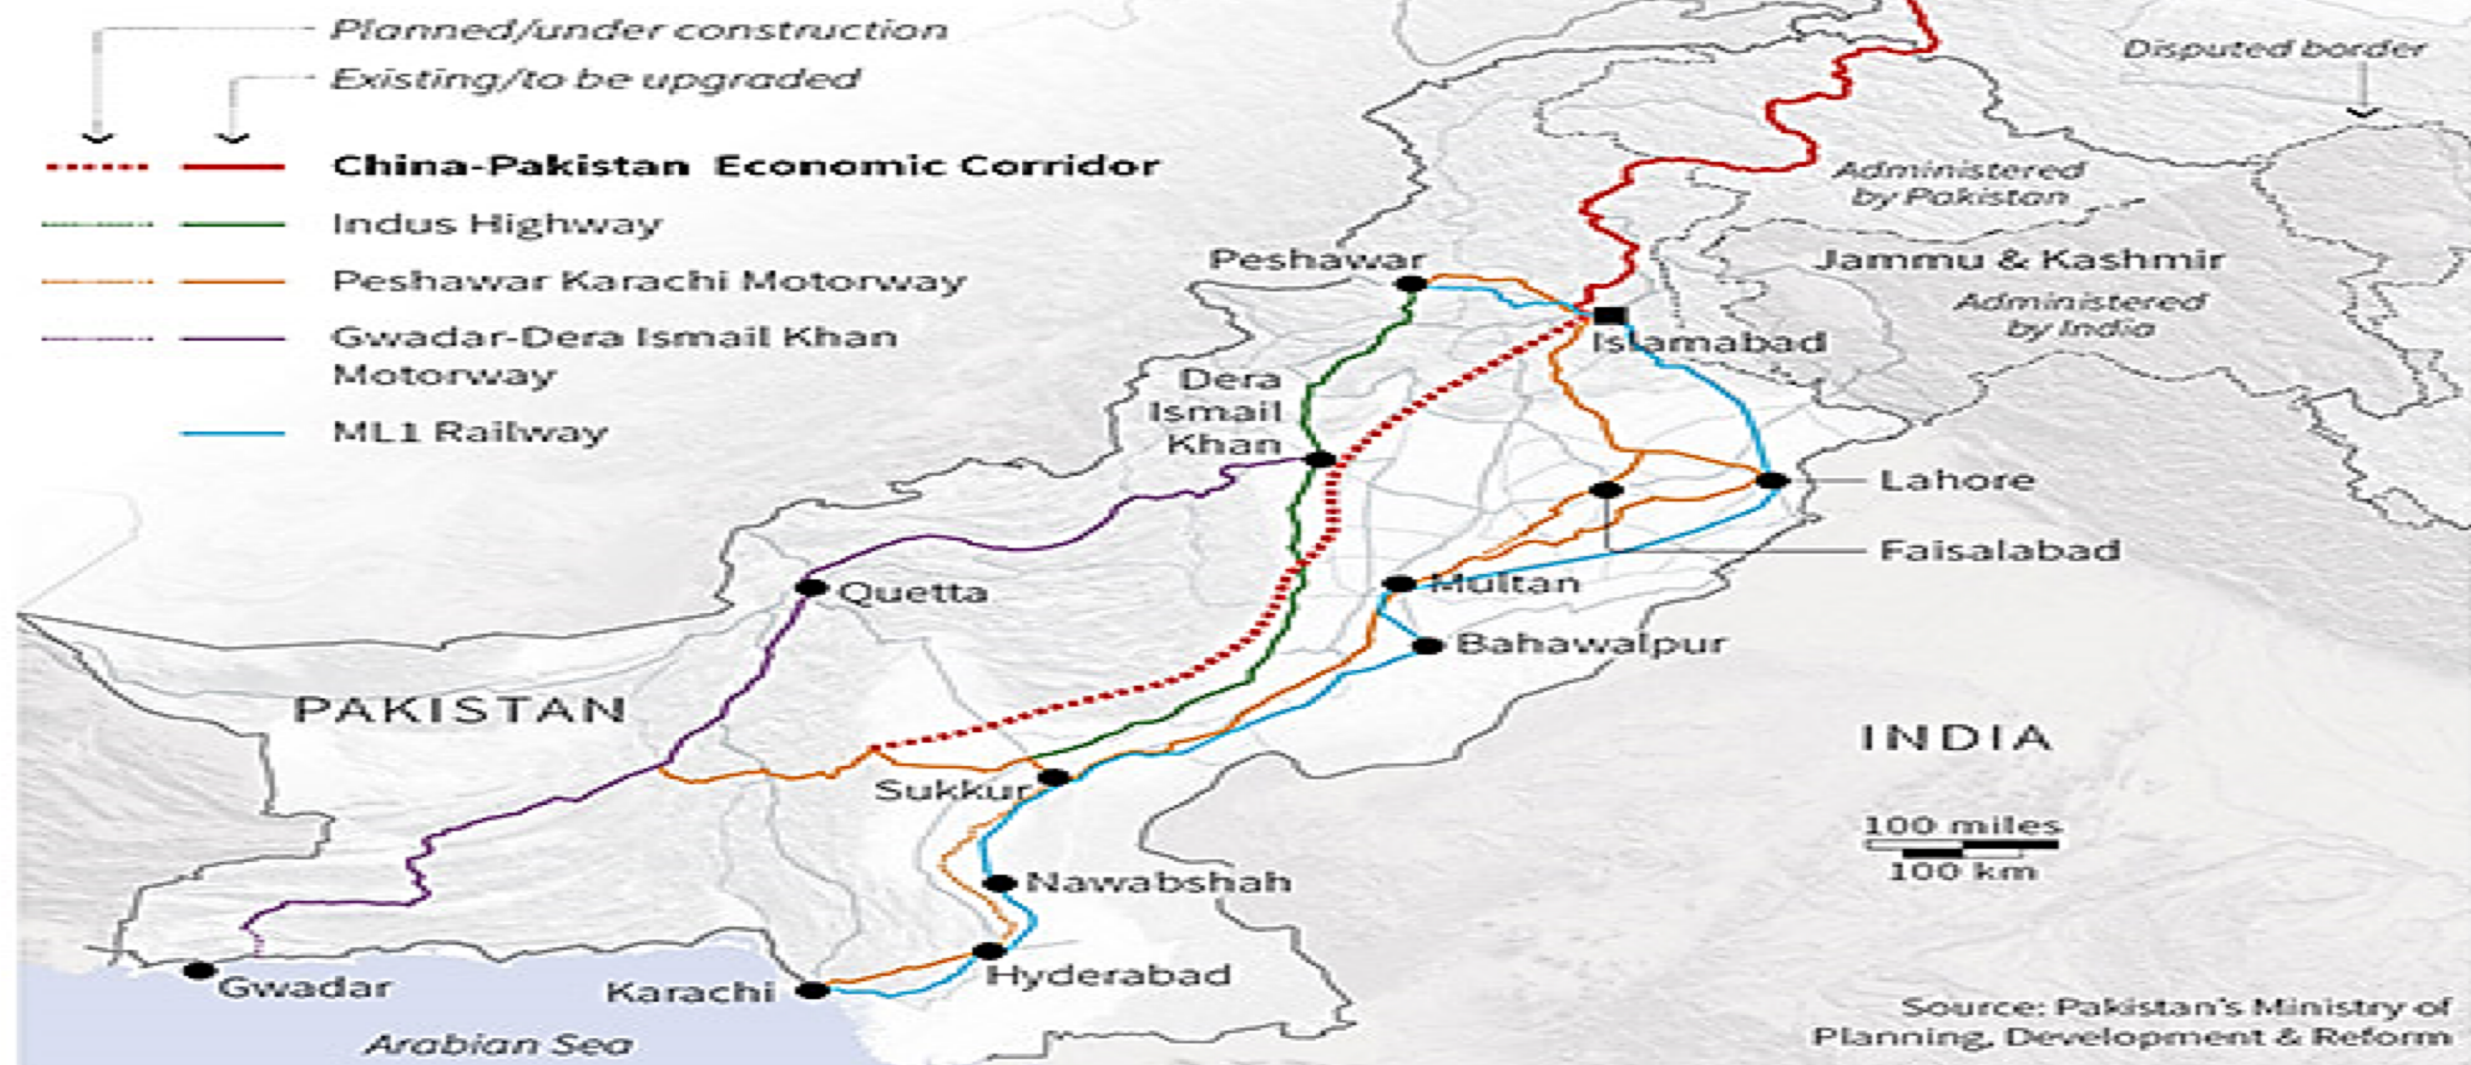 Planned/under construction
Existing/to be upgraded
China-Pakistan Economic Corridor
Indus Highway
Peshawar Karachi Motorway
Gwadar-Dera Ismail Khan
Motorway
ML1 Railway
Disputed border
Administered
by Pakistan
Jammu & Kashmir
Administered
by India
Peshawar
Islamabad
Dera
Ismail
Khan
Lahore
Faisalabad
Quetta
Multan
Bahawalpur
PAKISTAN
INDIA
Sukkur
100 miles
100 km
Nawabshah
Hyderabad
Gwadar
Karachi
Arabian Sea
Source: Pakistan's Ministry of
Planning, Development & Reform